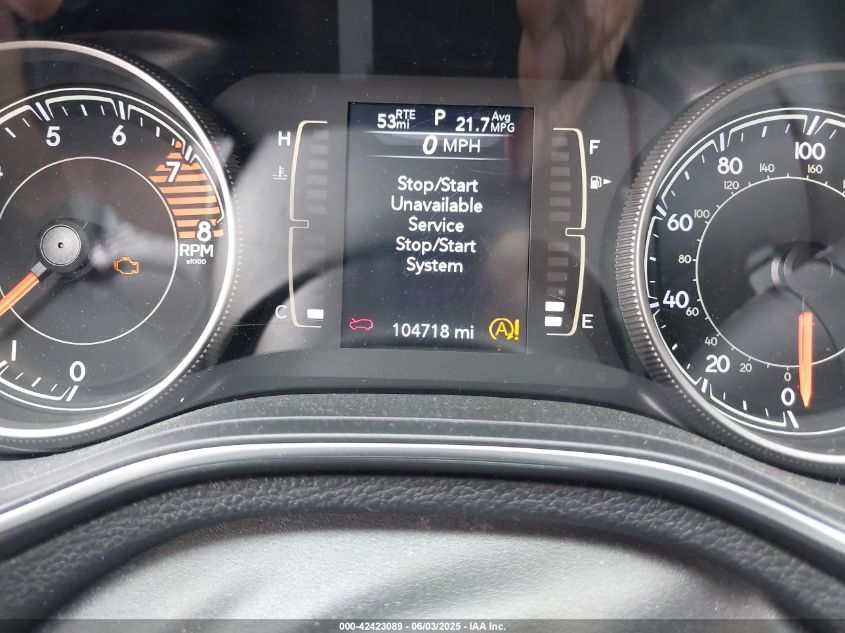 53 RTE mi P 21.7 Avg MPG
0 MPH
Stop/Start
Unavailable
Service
Stop/Start
System
104718 mi A !
H
C
F
E
5 6 7 8
RPM
x1000
1 0
100
80
60
40
20
0
160
140
120
100
80
60
20
0
000-42423089 - 06/03/2025 - IAA Inc.